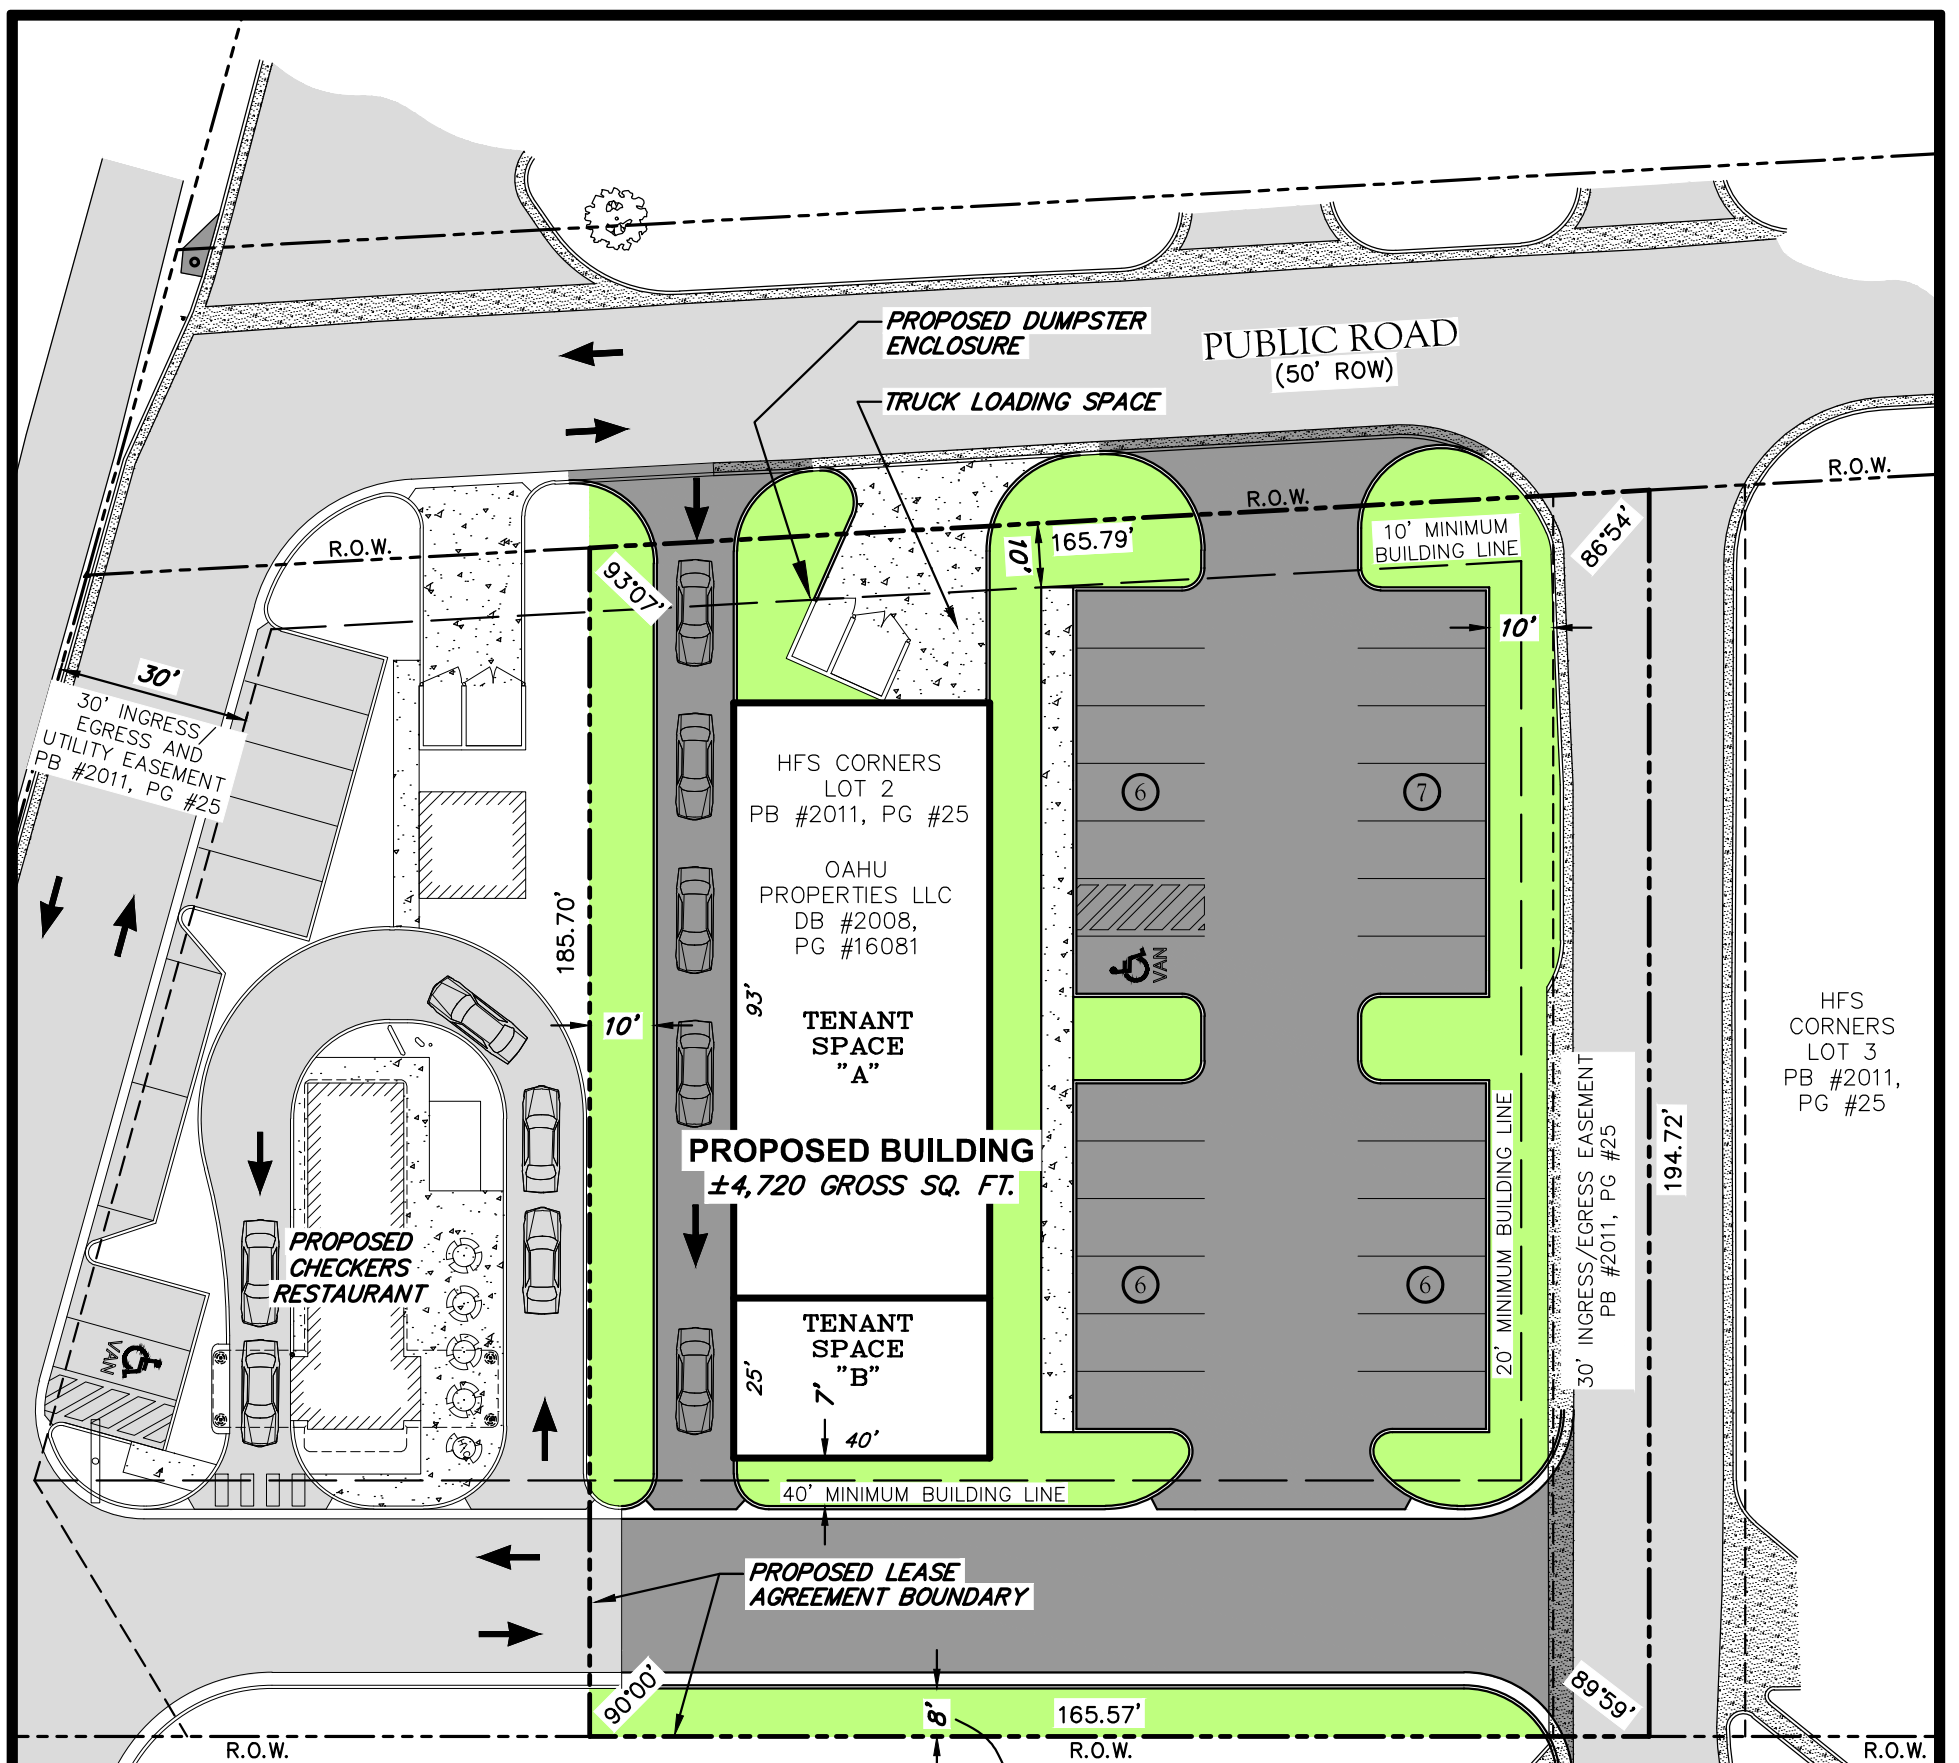 PROPOSED DUMPSTER
ENCLOSURE
PUBLIC ROAD
(50' ROW)
TRUCK LOADING SPACE
R.O.W.
R.O.W.
R.O.W.
10' MINIMUM
BUILDING LINE
165.79'
10'
86°54'
93°07'
10'
30'
30' INGRESS/
EGRESS AND
UTILITY EASEMENT
PB #2011, PG #25
HFS CORNERS
LOT 2
PB #2011, PG #25
OAHU
PROPERTIES LLC
DB #2008,
PG #16081
6
7
185.70'
VAN
93'
10'
TENANT
SPACE
"A"
HFS
CORNERS
LOT 3
PB #2011,
PG #25
PROPOSED BUILDING
±4,720 GROSS SQ. FT.
20' MINIMUM BUILDING LINE
30' INGRESS/EGRESS EASEMENT
PB #2011, PG #25
194.72'
PROPOSED
CHECKERS
RESTAURANT
6
6
TENANT
SPACE
"B"
25'
7'
40'
VAN
40' MINIMUM BUILDING LINE
PROPOSED LEASE
AGREEMENT BOUNDARY
90°00'
8'
165.57'
89°59'
R.O.W.
R.O.W.
R.O.W.